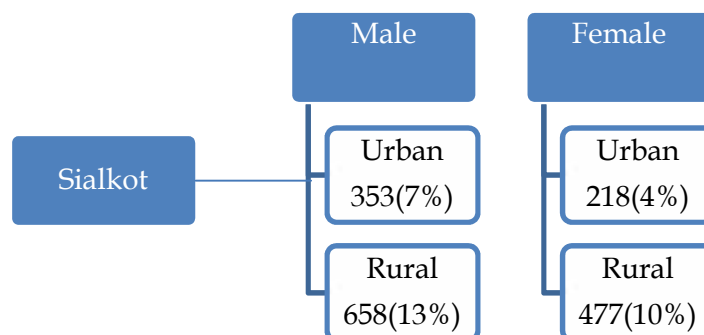 Male
Female
Sialkot
Urban
353(7%)
Urban
218(4%)
Rural
658(13%)
Rural
477(10%)